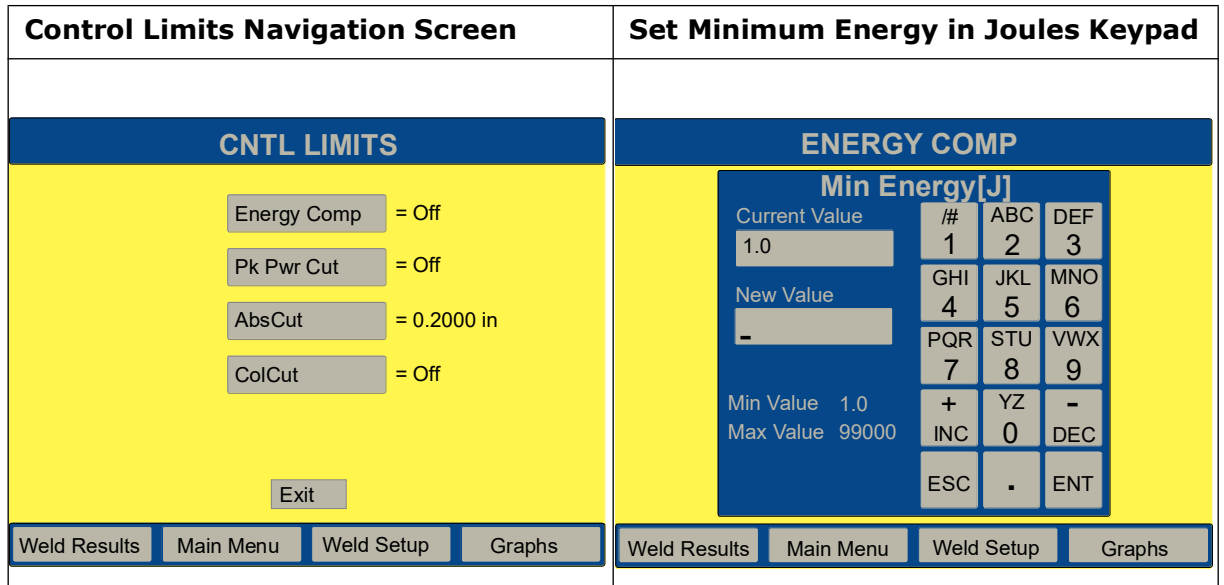 Control Limits Navigation Screen
Set Minimum Energy in Joules Keypad
CNTL LIMITS
Energy Comp = Off
Pk Pwr Cut = Off
AbsCut = 0.2000 in
ColCut = Off
Exit
Weld Results Main Menu Weld Setup Graphs
ENERGY COMP
Min Energy[J]
Current Value
1.0
New Value
-
Min Value 1.0
Max Value 99000
/# ABC DEF
1 2 3
GHI JKL MNO
4 5 6
PQR STU VWX
7 8 9
+ YZ -
INC 0 DEC
ESC . ENT
Weld Results Main Menu Weld Setup Graphs